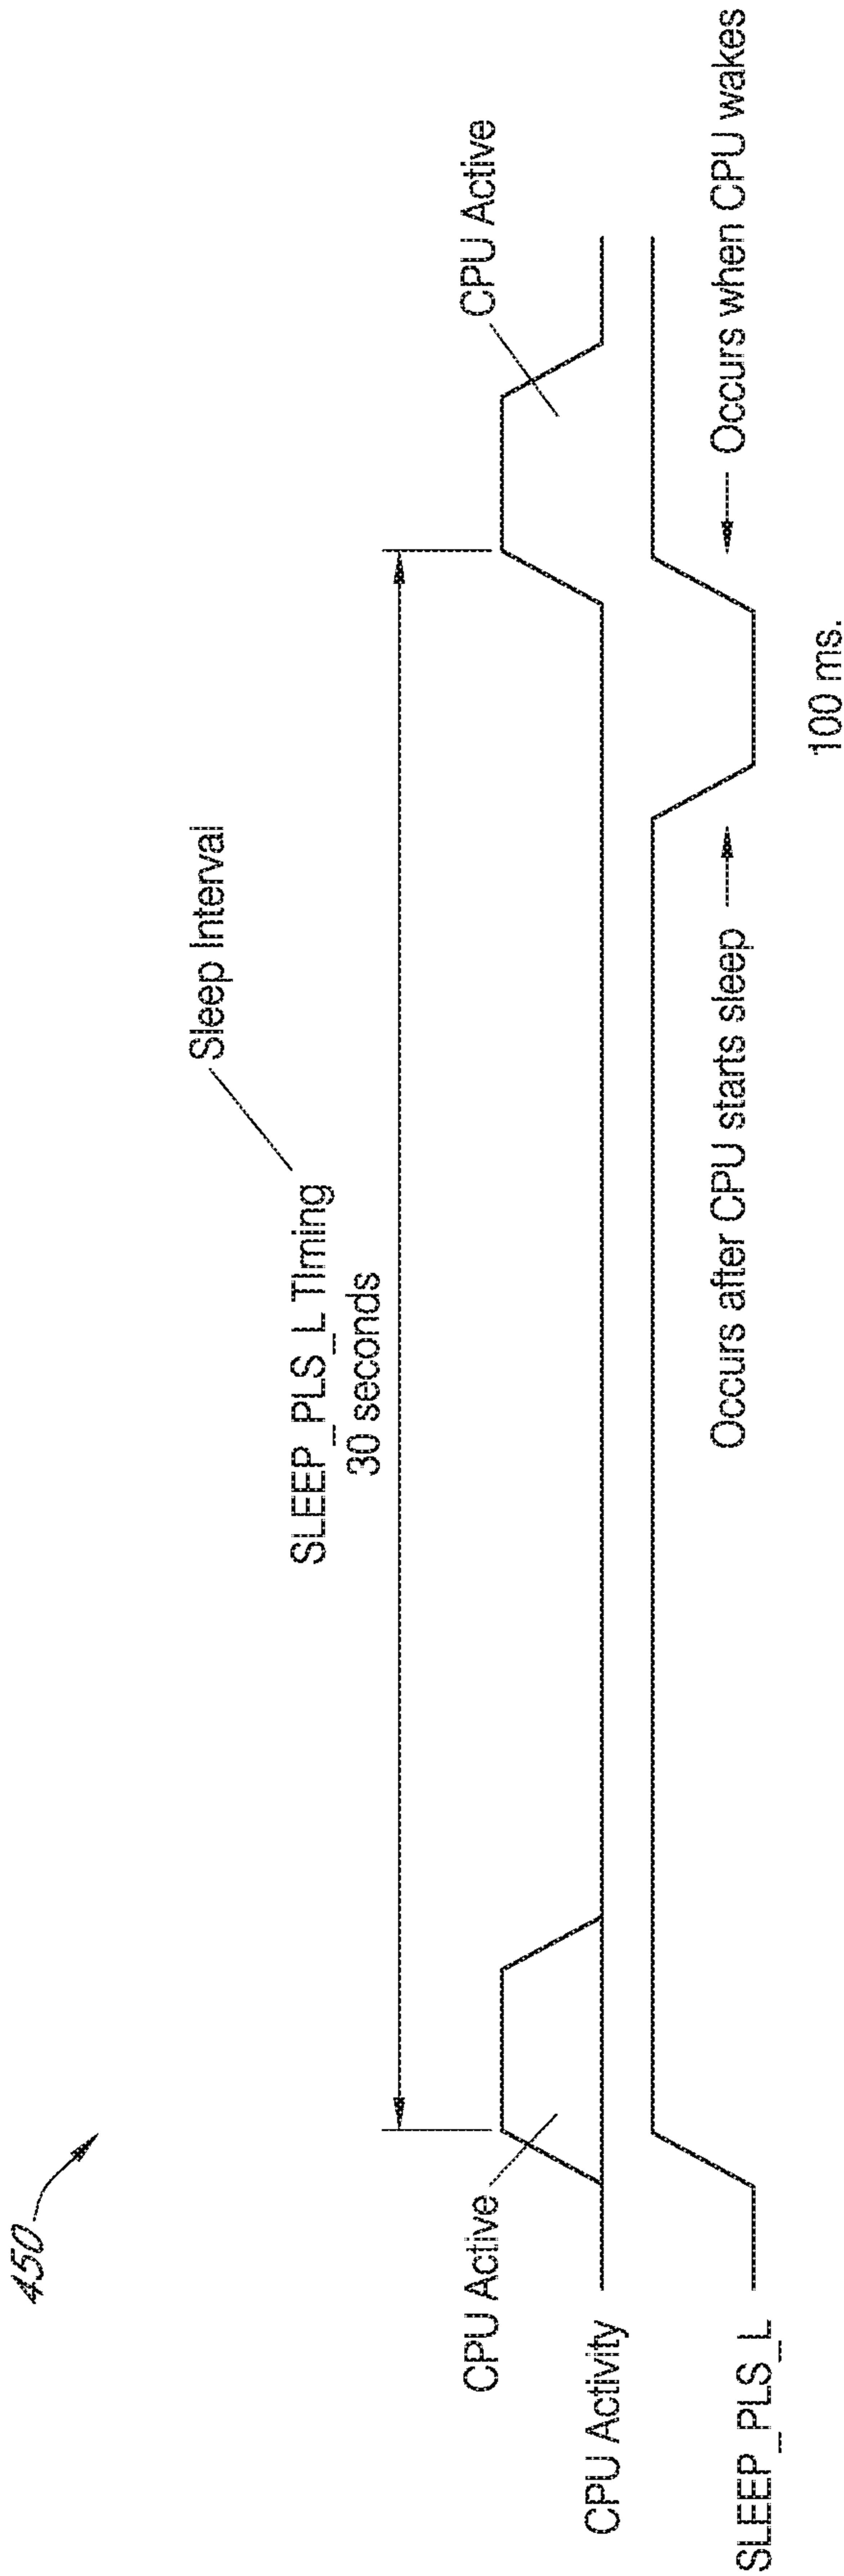 450
Sleep Interval
SLEEP_PLS_L TIming
30 seconds
CPU Active
CPU Active
CPU Activity
Occurs after CPU starts sleep
Occurs when CPU wakes
SLEEP_PLS_L
100 ms.